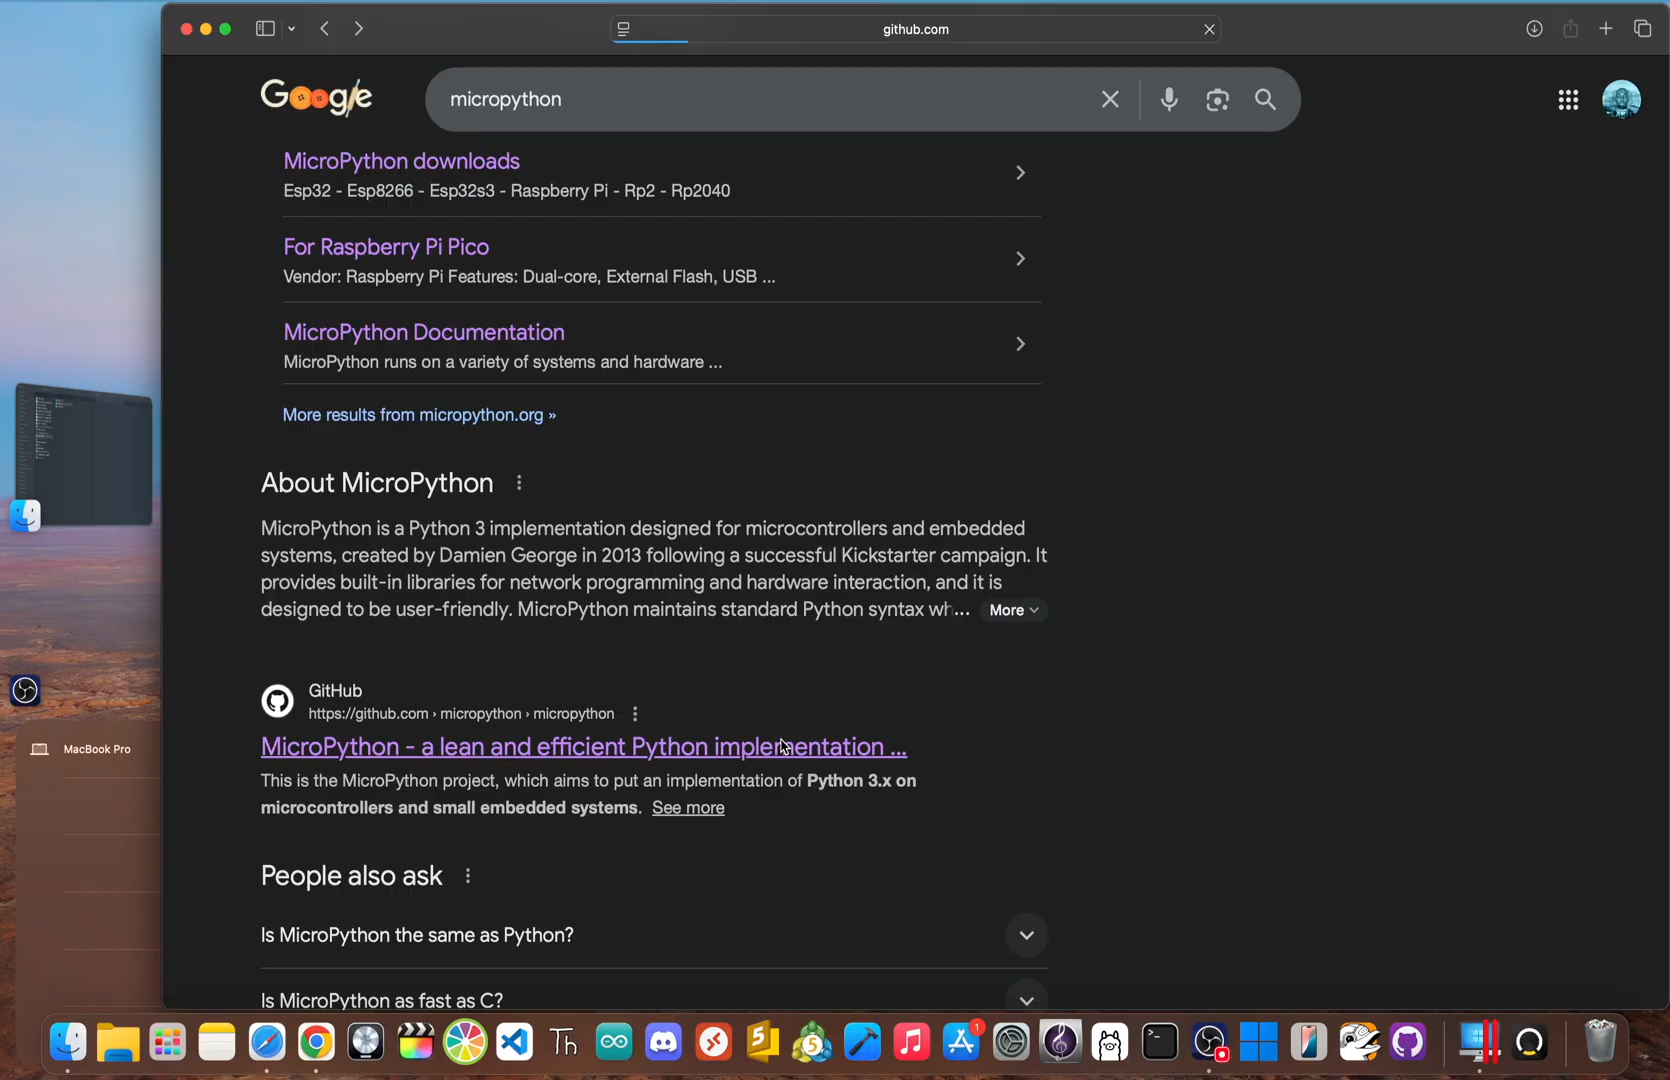 github.com
Google
micropython
MicroPython downloads
Esp32 - Esp8266 - Esp32s3 - Raspberry Pi - Rp2 - Rp2040
For Raspberry Pi Pico
Vendor: Raspberry Pi Features: Dual-core, External Flash, USB ...
MicroPython Documentation
MicroPython runs on a variety of systems and hardware ...
More results from micropython.org »
About MicroPython
MicroPython is a Python 3 implementation designed for microcontrollers and embedded
systems, created by Damien George in 2013 following a successful Kickstarter campaign. It
provides built-in libraries for network programming and hardware interaction, and it is
designed to be user-friendly. MicroPython maintains standard Python syntax wh... More
GitHub
https://github.com › micropython › micropython
MacBook Pro
MicroPython - a lean and efficient Python implementation ...
This is the MicroPython project, which aims to put an implementation of Python 3.x on
microcontrollers and small embedded systems. See more
People also ask
Is MicroPython the same as Python?
Is MicroPython as fast as C?
Th
5
5
1